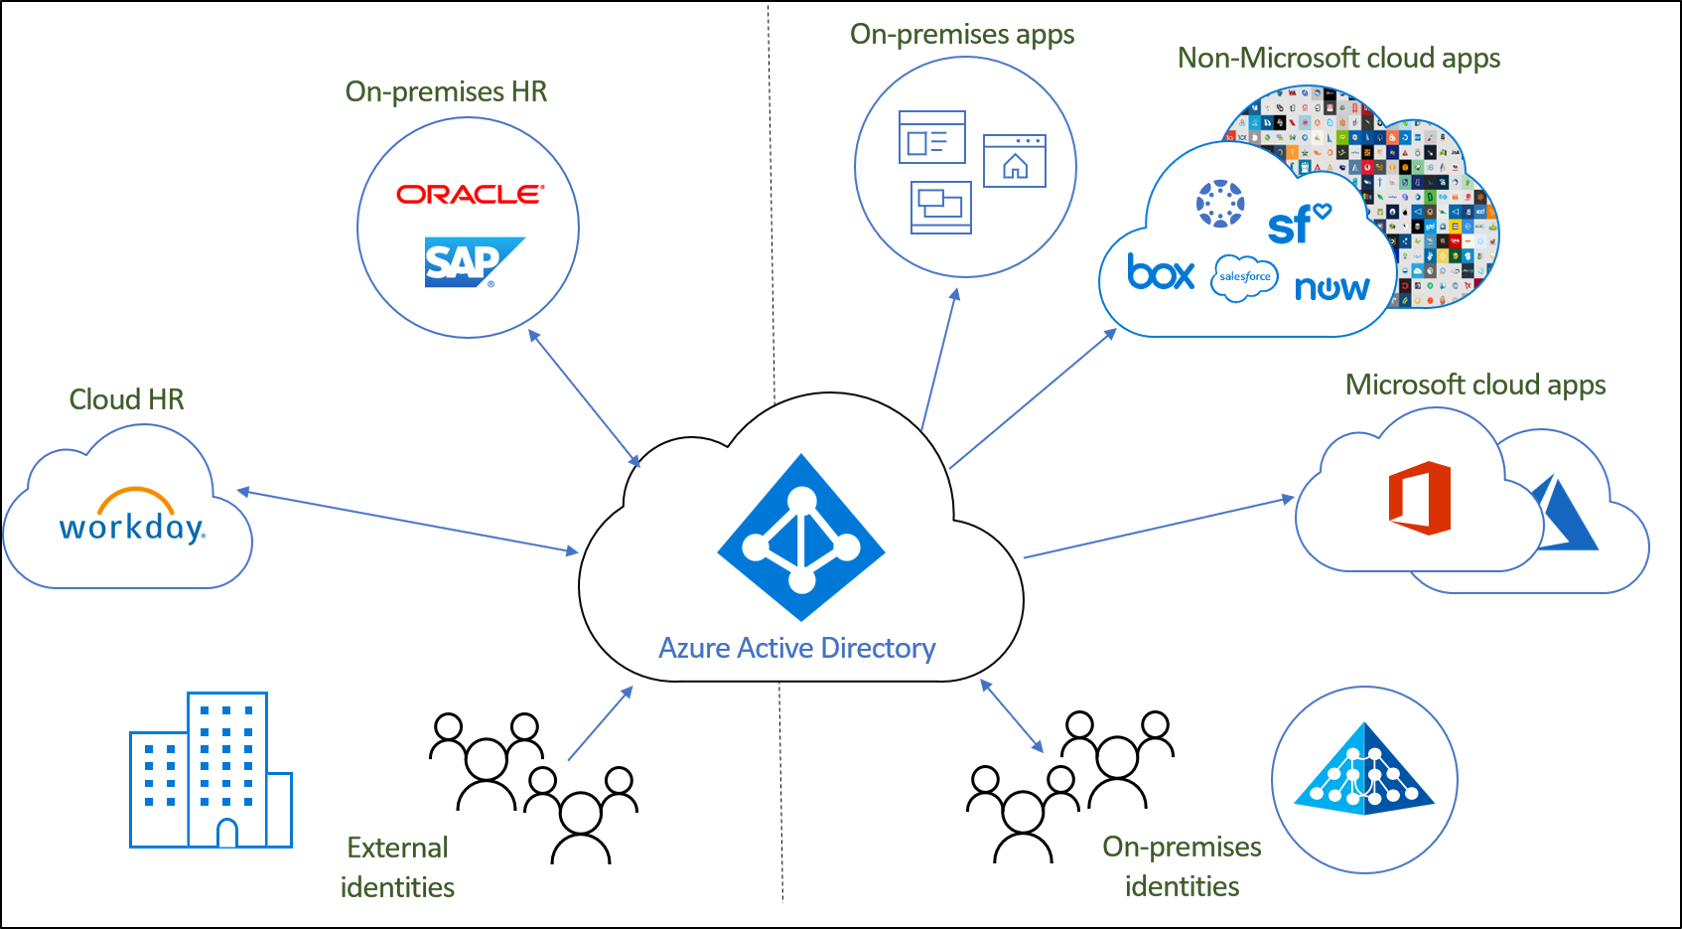 On-premises apps
Non-Microsoft cloud apps
On-premises HR
ORACLE®
SAP®
sf
box
salesforce
now
Microsoft cloud apps
Cloud HR
workday®
Azure Active Directory
External
identities
On-premises
identities